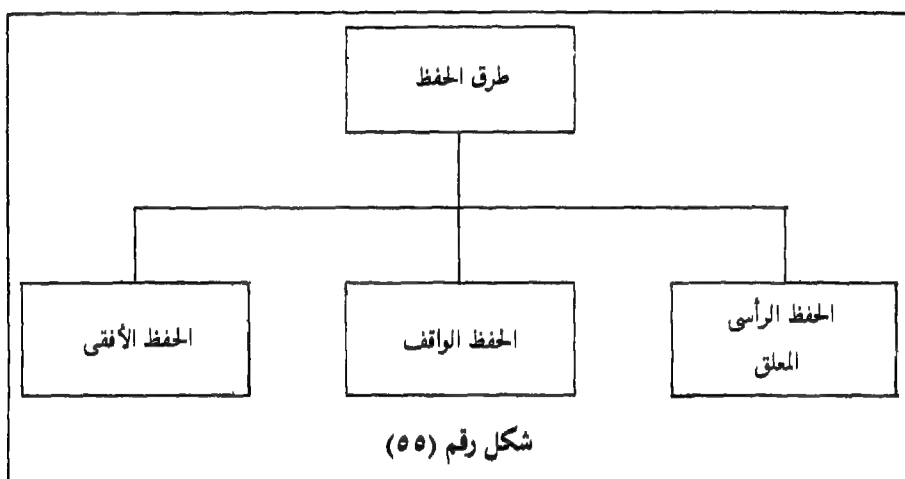 طرق الحفظ
الحفظ الرأسى
المعلق
الحفظ الواقف
الحفظ الأفقى
شكل رقم (٥٥)